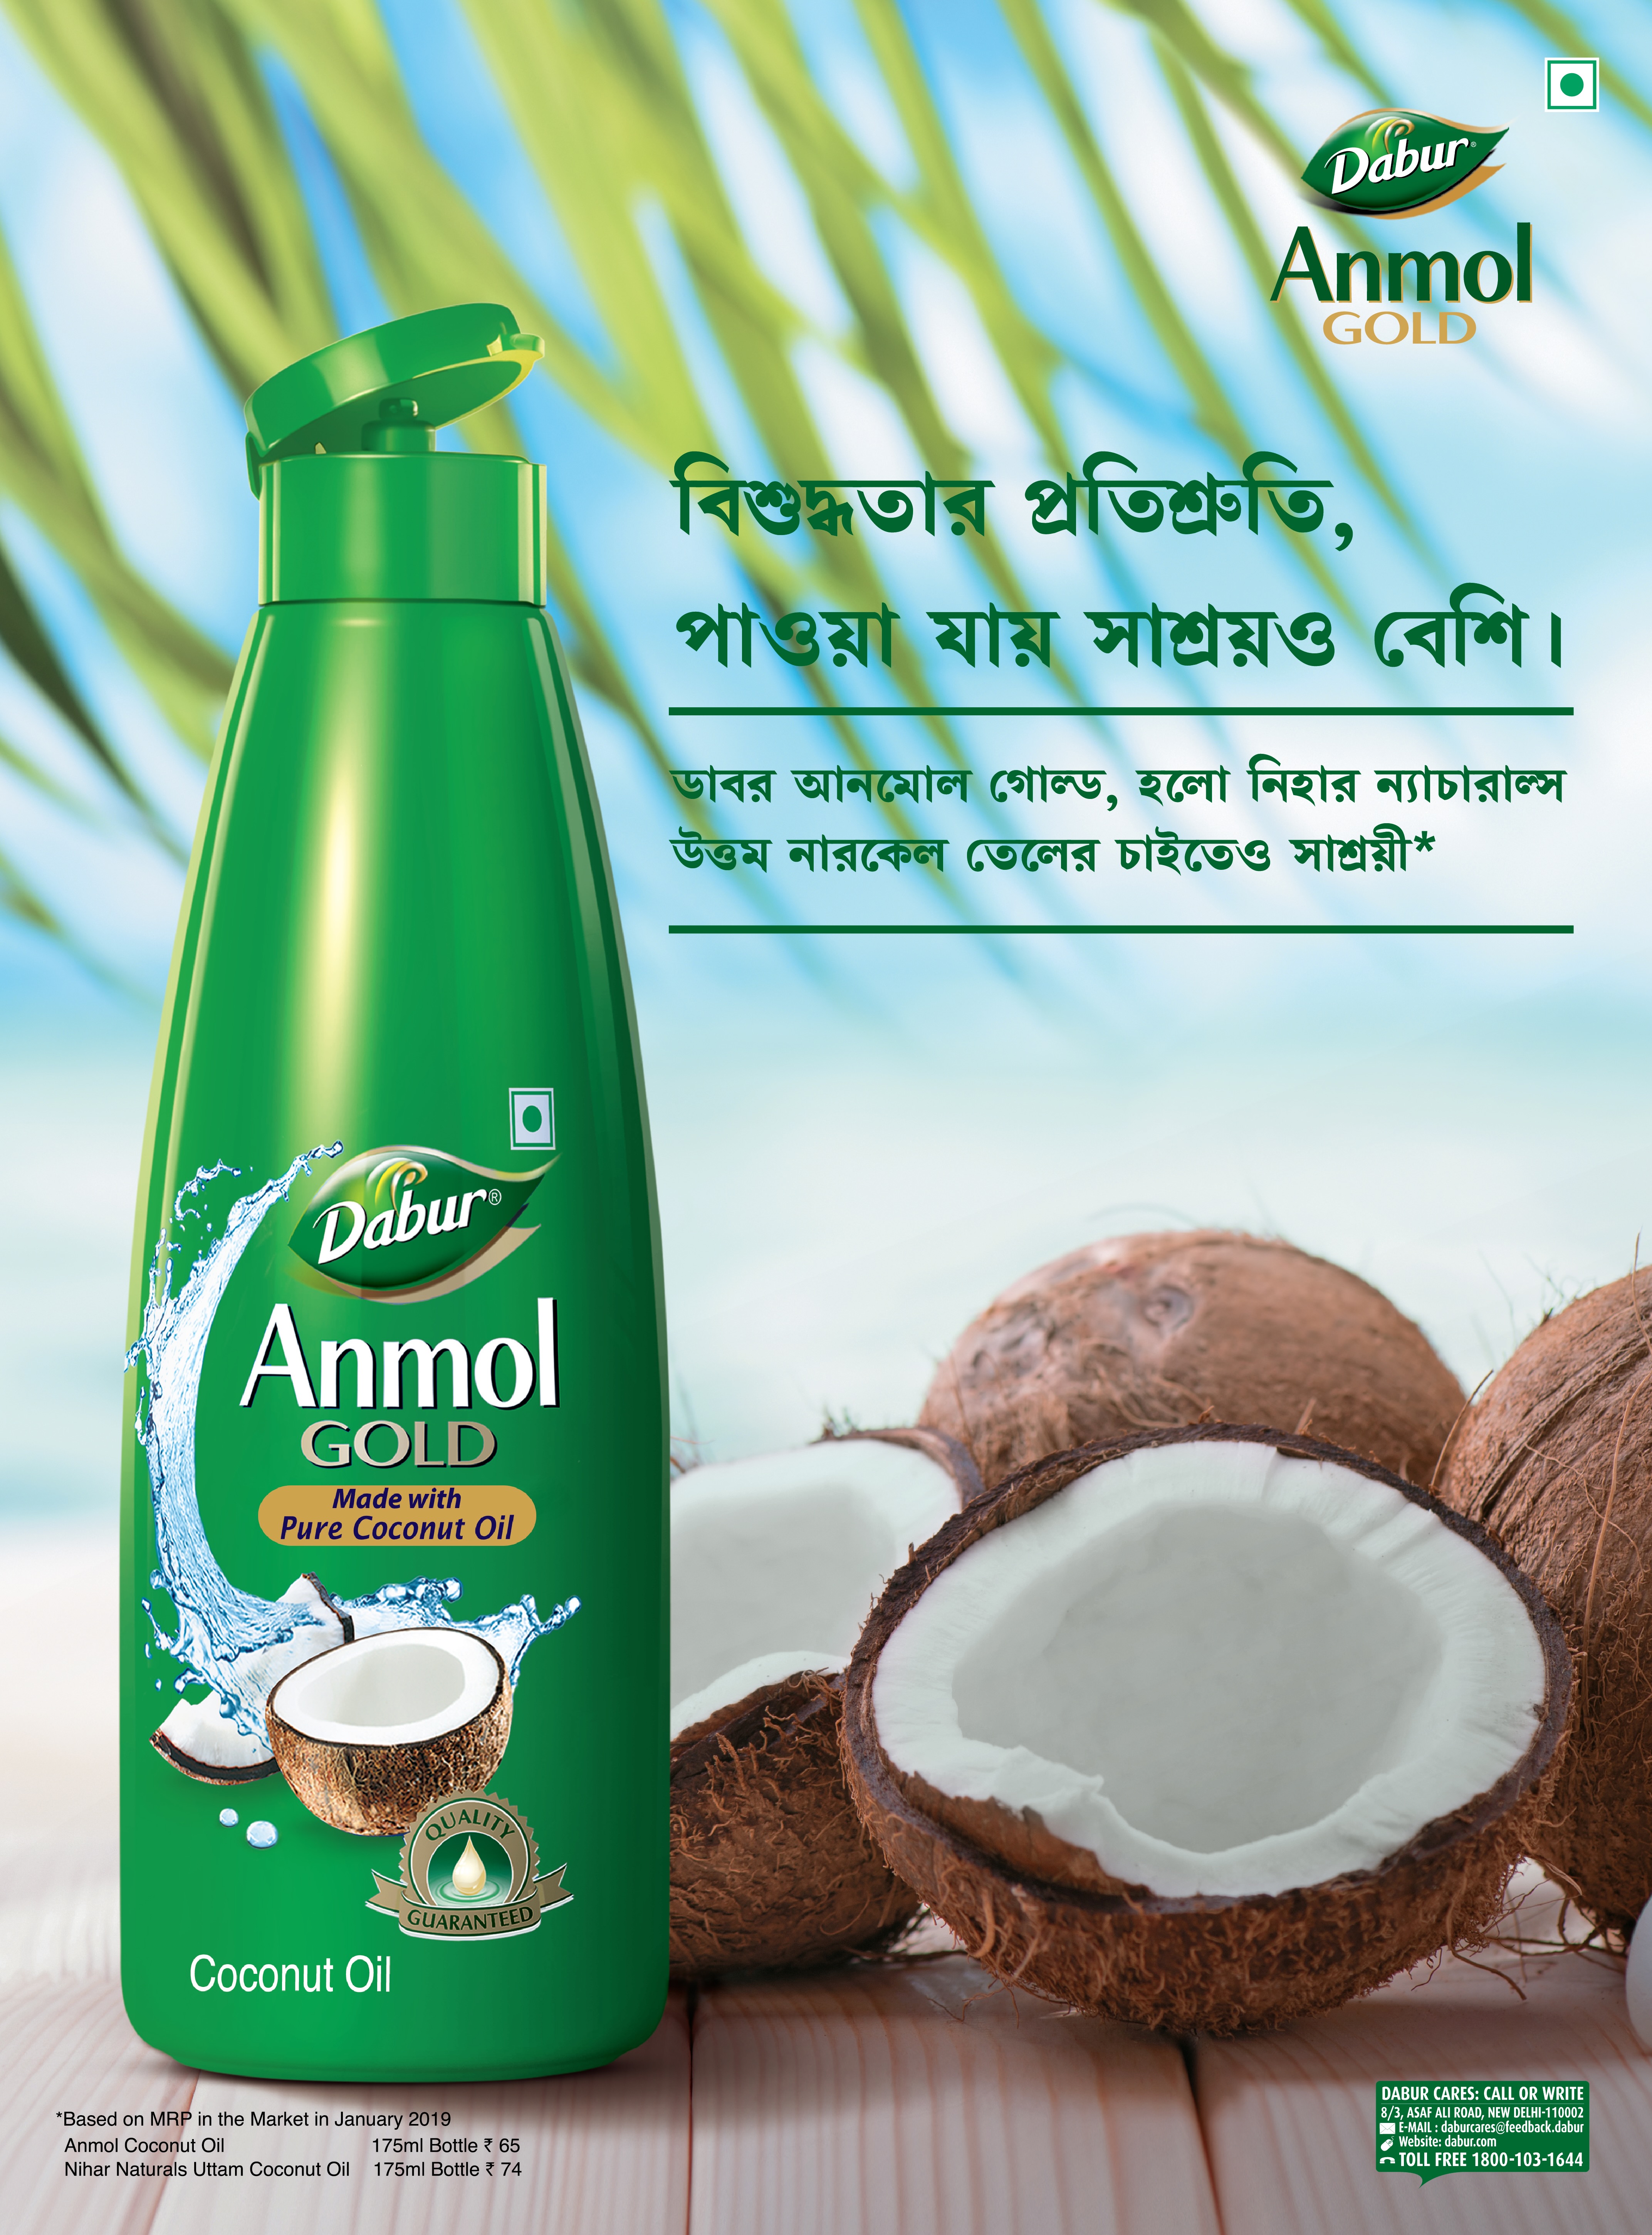 Dabur®
Anmol
GOLD
বিশুদ্ধতার প্রতিশ্রুতি,
পাওয়া যায় সাশ্রয়ও বেশি।
ডাবর আনমোল গোল্ড, হলো নিহার ন্যাচারাল্স
উত্তম নারকেল তেলের চাইতেও সাশ্রয়ী*
Dabur®
Anmol
GOLD
Made with
Pure Coconut Oil
QUALITY
GUARANTEED
Coconut Oil
*Based on MRP in the Market in January 2019
Anmol Coconut Oil 175ml Bottle ₹ 65
Nihar Naturals Uttam Coconut Oil 175ml Bottle ₹ 74
DABUR CARES: CALL OR WRITE
8/3, ASAF ALI ROAD, NEW DELHI-110002
E-MAIL : daburcares@feedback.dabur
Website: dabur.com
TOLL FREE 1800-103-1644